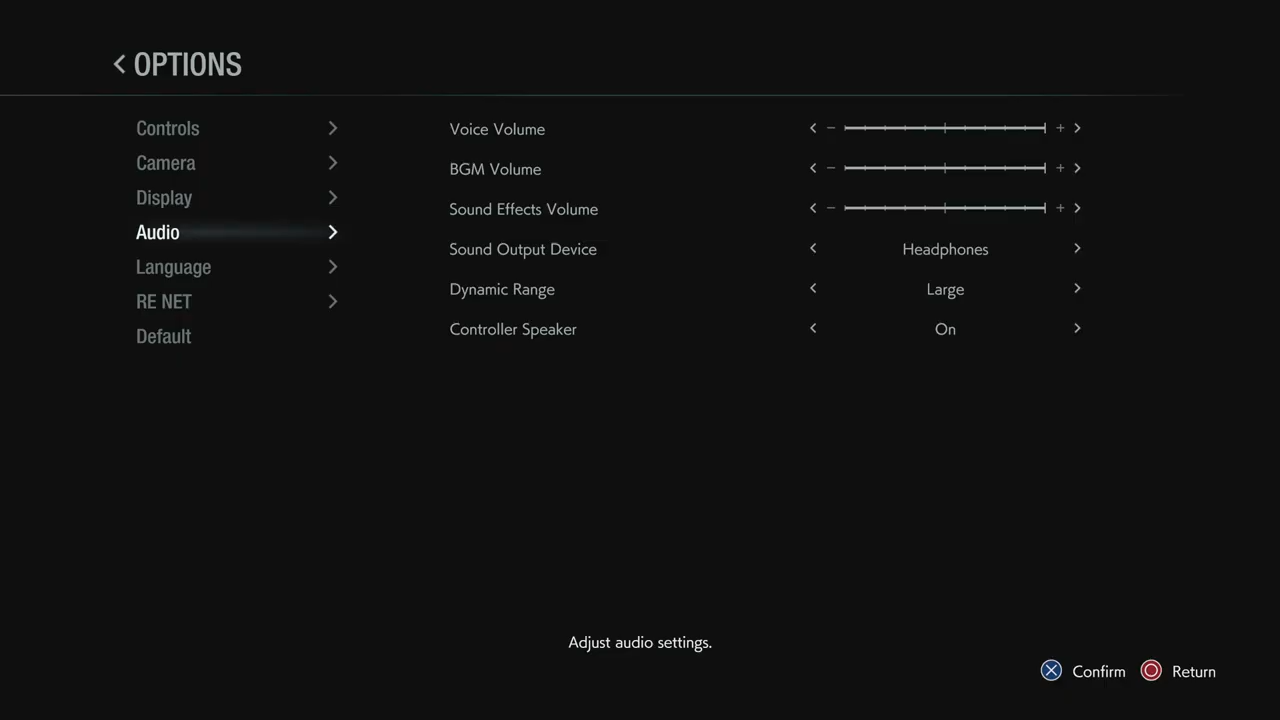 OPTIONS
Controls
Camera
Display
Audio
Language
RE NET
Default
Voice Volume
BGM Volume
Sound Effects Volume
Sound Output Device Headphones
Dynamic Range Large
Controller Speaker On
Adjust audio settings.
Confirm Return